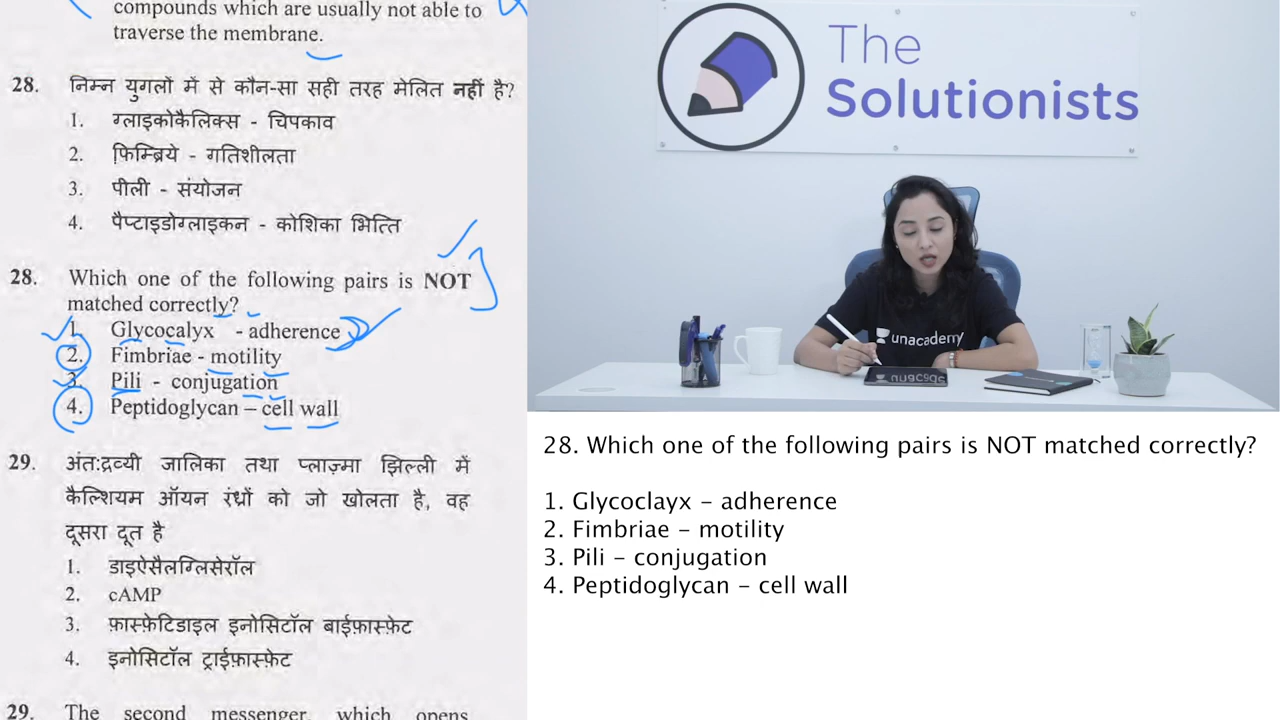 compounds which are usually not able to
traverse the membrane.
28. निम्न युगलों में से कौन-सा सही तरह मेलित नहीं है?
1. ग्लाइकोकैलिक्स - चिपकाव
2. फ़िम्ब्रिये - गतिशीलता
3. पीली - संयोजन
4. पैप्टाइडोग्लाइकन - कोशिका भित्ति
28. Which one of the following pairs is NOT
matched correctly?
1. Glycocalyx - adherence
2. Fimbriae - motility
3. Pili - conjugation
4. Peptidoglycan – cell wall
29. अंत:द्रव्यी जालिका तथा प्लाज़्मा झिल्ली में
कैल्शियम ऑयन रंध्रों को जो खोलता है, वह
दूसरा दूत है
1. डाइऐसैलग्लिसेरॉल
2. cAMP
3. फ़ास्फ़ेटिडाइल इनोसिटॉल बाईफ़ास्फ़ेट
4. इनोसिटॉल ट्राईफ़ास्फ़ेट
29. The second messenger, which opens
The
Solutionists
unacademy
28. Which one of the following pairs is NOT matched correctly?
1. Glycoclayx – adherence
2. Fimbriae – motility
3. Pili – conjugation
4. Peptidoglycan – cell wall